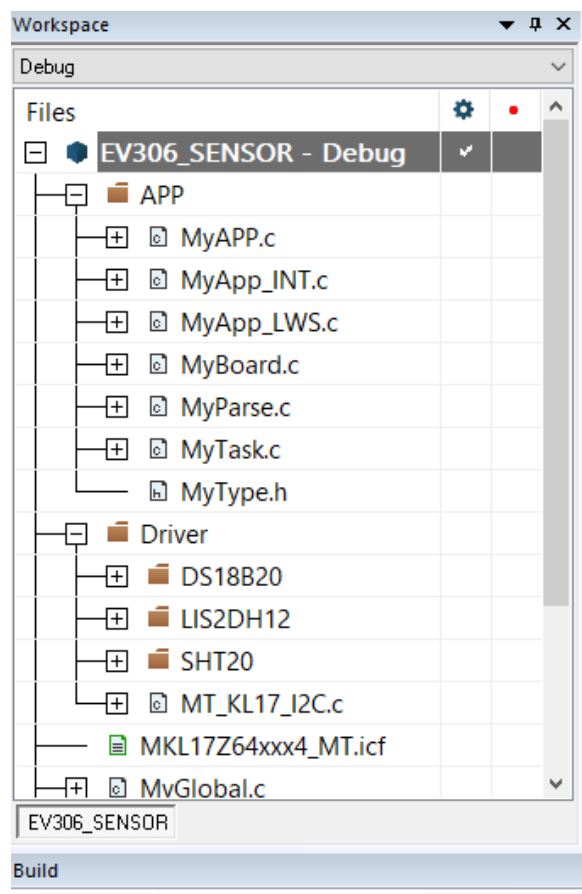 Workspace
Debug
Files
EV306_SENSOR - Debug
APP
MyAPP.c
MyApp_INT.c
MyApp_LWS.c
MyBoard.c
MyParse.c
MyTask.c
MyType.h
Driver
DS18B20
LIS2DH12
SHT20
MT_KL17_I2C.c
MKL17Z64xxx4_MT.icf
MyGlobal.c
EV306_SENSOR
Build